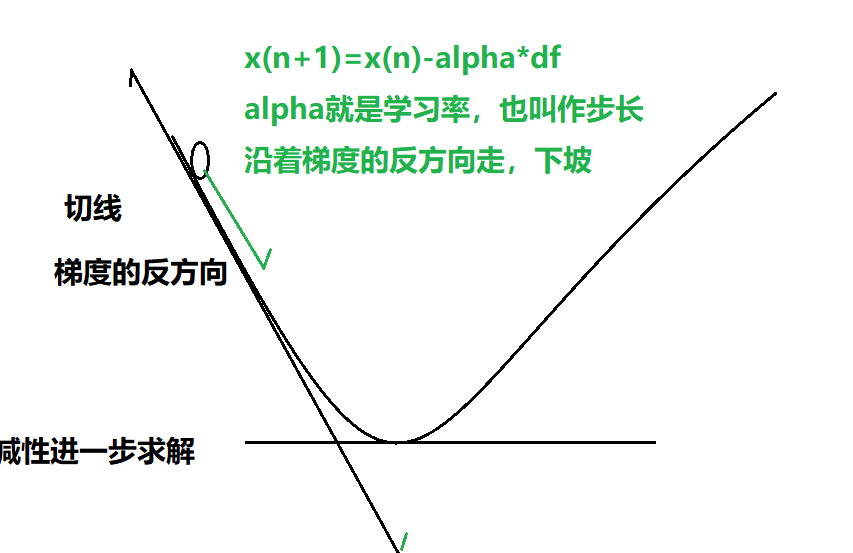 x(n+1)=x(n)-alpha*df
alpha就是学习率，也叫作步长
沿着梯度的反方向走，下坡
切线
梯度的反方向
减性进一步求解